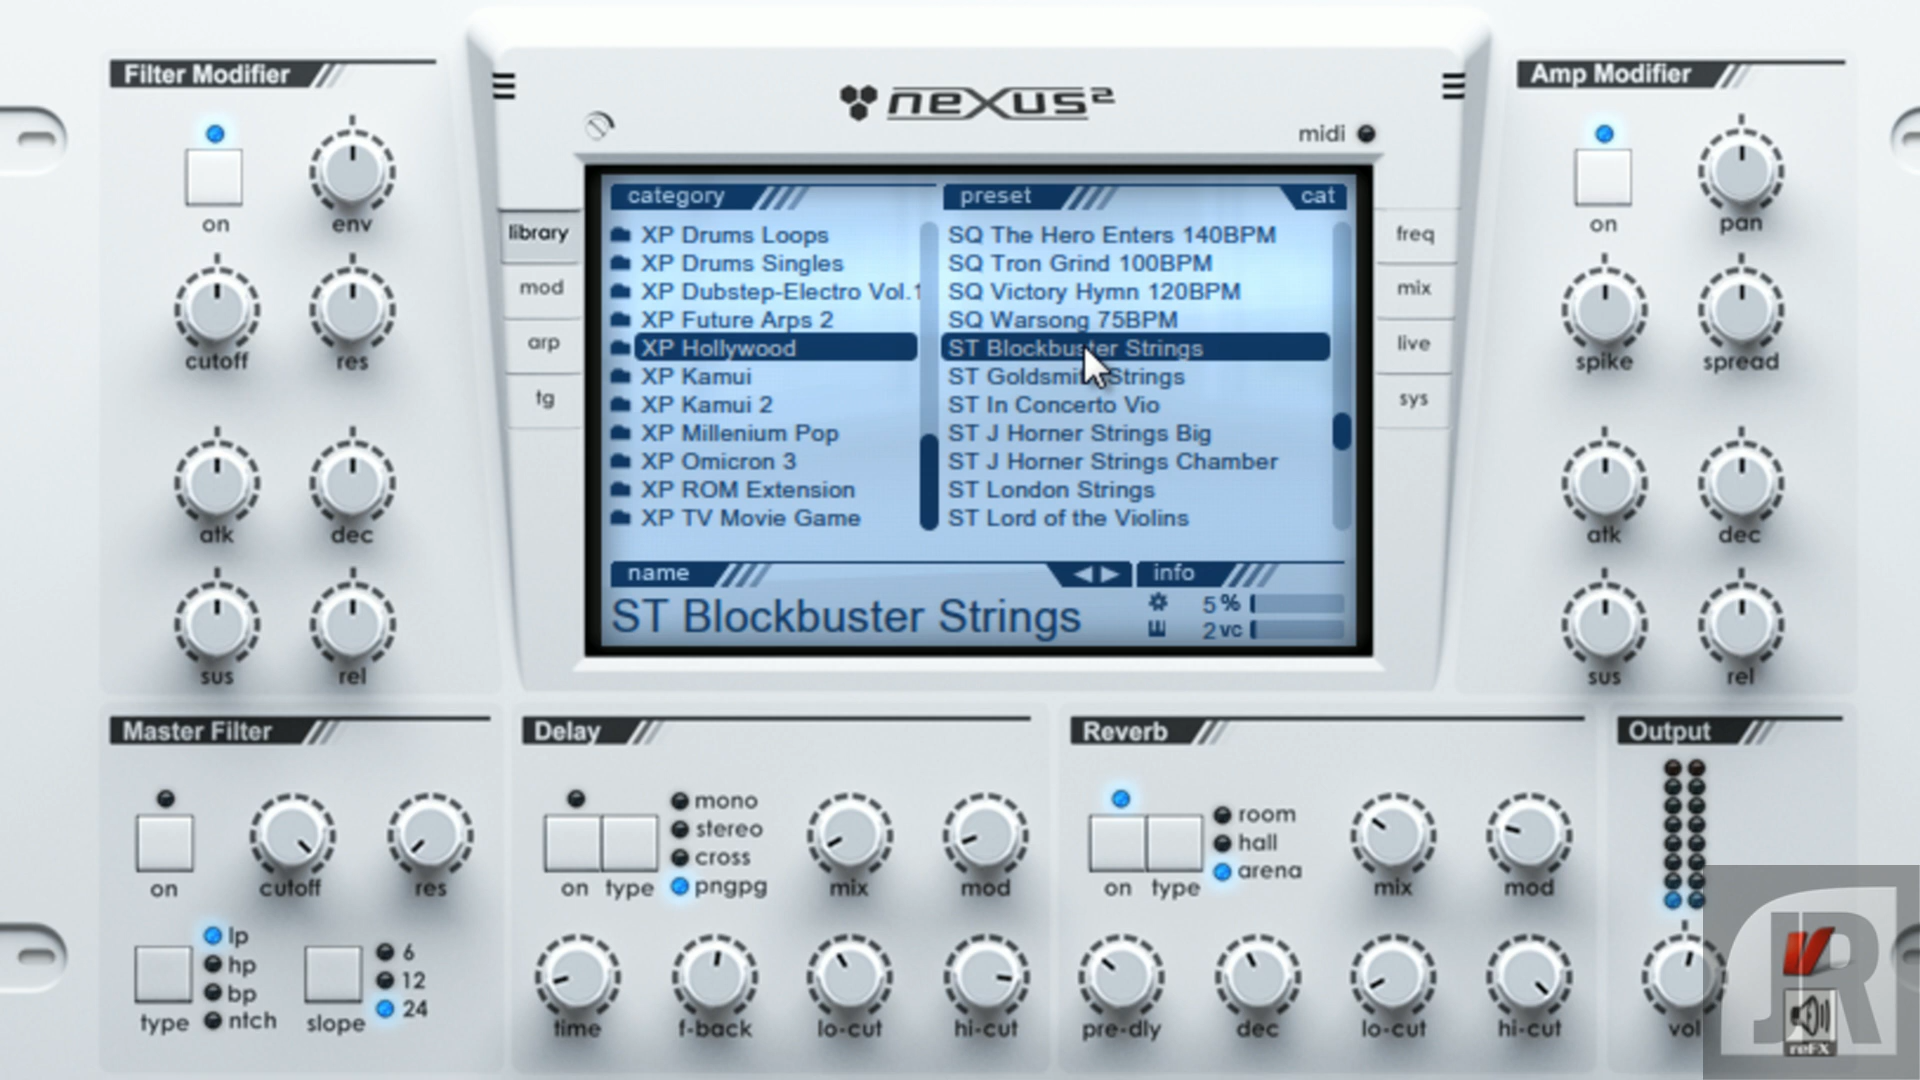 Filter Modifier
on
env
cutoff
res
atk
dec
sus
rel
nexus²
midi
library
mod
arp
tg
category
XP Drums Loops
XP Drums Singles
XP Dubstep-Electro Vol.1
XP Future Arps 2
XP Hollywood
XP Kamui
XP Kamui 2
XP Millenium Pop
XP Omicron 3
XP ROM Extension
XP TV Movie Game
preset
cat
SQ The Hero Enters 140BPM
SQ Tron Grind 100BPM
SQ Victory Hymn 120BPM
SQ Warsong 75BPM
ST Blockbuster Strings
ST Goldsmith Strings
ST In Concerto Vio
ST J Horner Strings Big
ST J Horner Strings Chamber
ST London Strings
ST Lord of the Violins
name
info
ST Blockbuster Strings
5 %
2 vc
freq
mix
live
sys
Amp Modifier
on
pan
spike
spread
atk
dec
sus
rel
Master Filter
on
cutoff
res
lp
hp
bp
ntch
type
slope
6
12
24
Delay
mono
stereo
cross
pngpg
on
type
mix
mod
time
f-back
lo-cut
hi-cut
Reverb
room
hall
arena
on
type
mix
mod
pre-dly
dec
lo-cut
hi-cut
Output
vol
JR
V
reFX